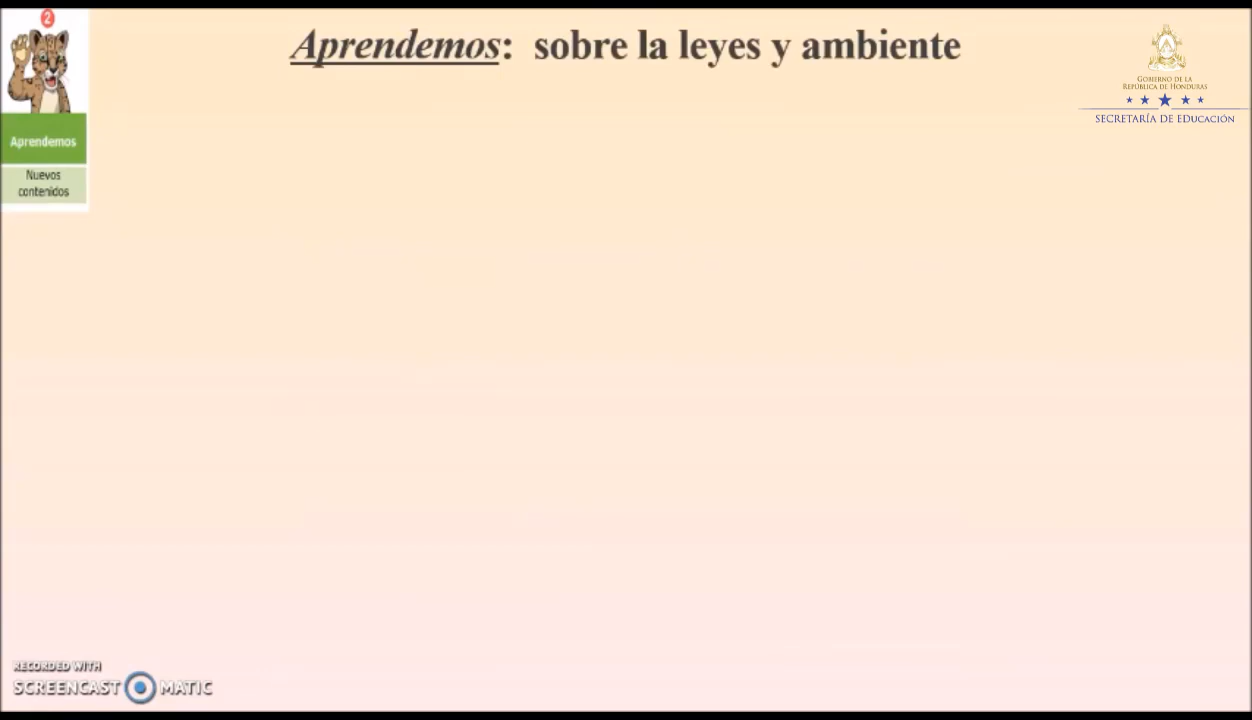 2
Aprendemos: sobre la leyes y ambiente
GOBIERNO DE LA
REPÚBLICA DE HONDURAS
SECRETARÍA DE EDUCACIÓN
Aprendemos
Nuevos
contenidos
RECORDED WITH
SCREENCAST MATIC